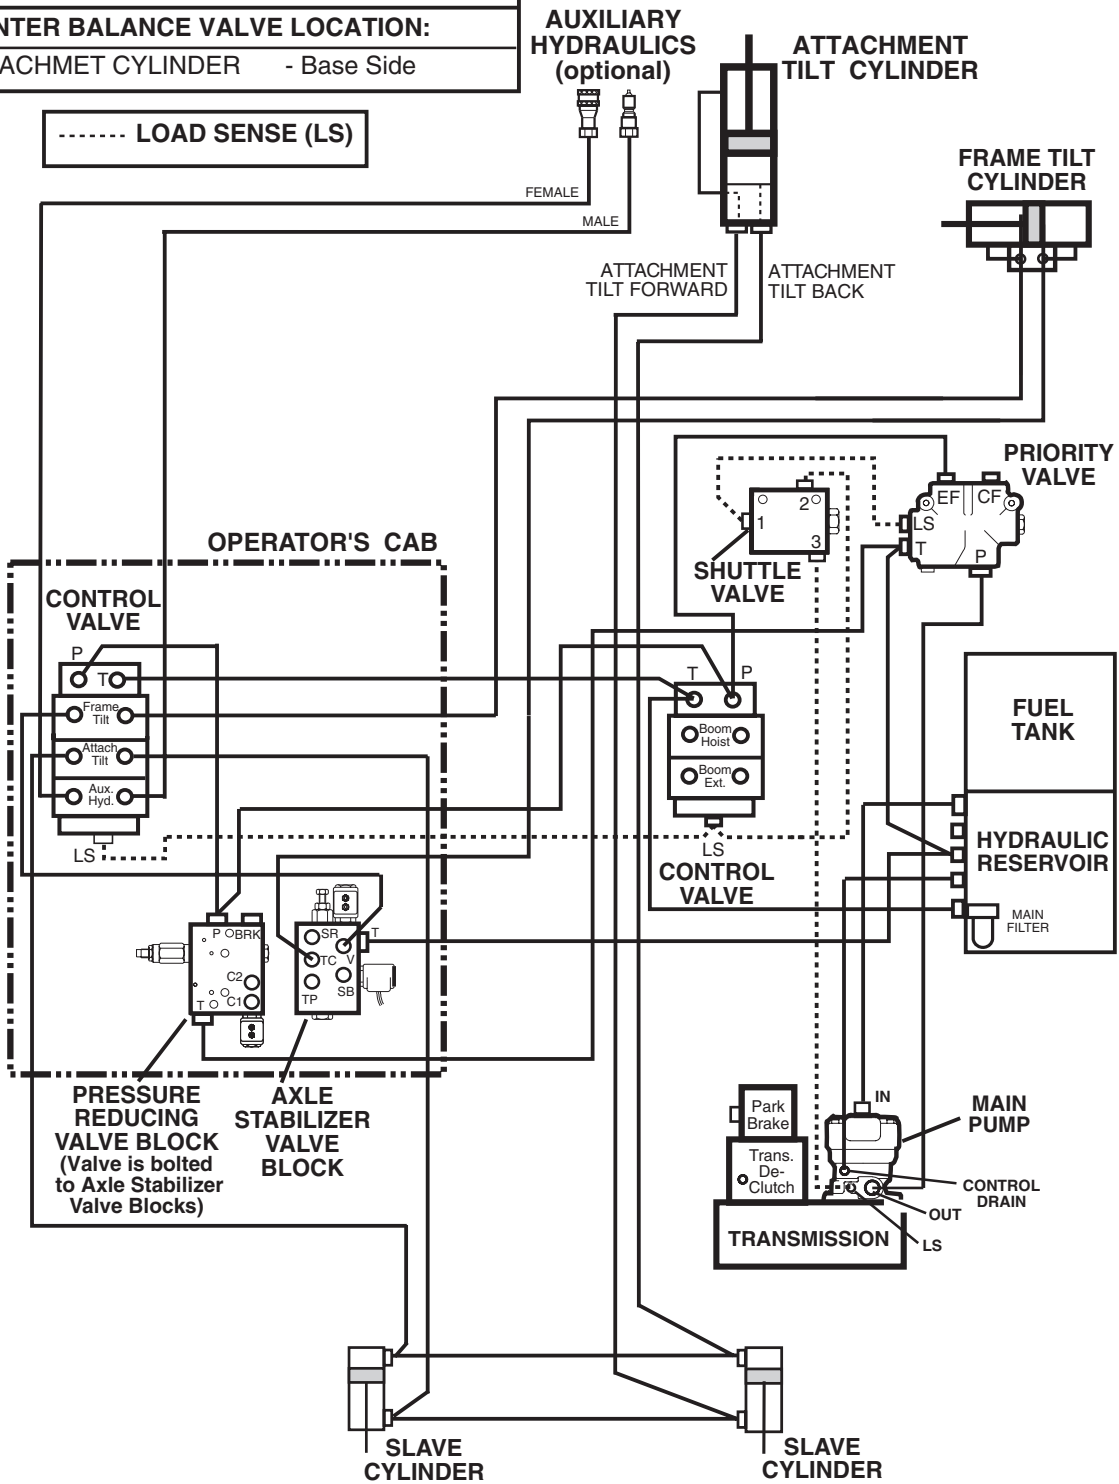 NTER BALANCE VALVE LOCATION:
ACHMET CYLINDER - Base Side
LOAD SENSE (LS)
AUXILIARY
HYDRAULICS
(optional)
ATTACHMENT
TILT CYLINDER
FRAME TILT
CYLINDER
FEMALE
MALE
ATTACHMENT
TILT FORWARD
ATTACHMENT
TILT BACK
PRIORITY
VALVE
EF
CF
LS
T
P
1
2
3
SHUTTLE
VALVE
OPERATOR'S CAB
CONTROL
VALVE
P
T
Frame
Tilt
Attach
Tilt
Aux.
Hyd.
LS
T
P
Boom
Hoist
Boom
Ext.
LS
CONTROL
VALVE
FUEL
TANK
HYDRAULIC
RESERVOIR
MAIN
FILTER
P
BRK
C2
C1
T
SR
T
TC
V
TP
SB
PRESSURE
REDUCING
VALVE BLOCK
(Valve is bolted
to Axle Stabilizer
Valve Blocks)
AXLE
STABILIZER
VALVE
BLOCK
Park
Brake
Trans.
De-
Clutch
TRANSMISSION
IN
MAIN
PUMP
CONTROL
DRAIN
OUT
LS
SLAVE
CYLINDER
SLAVE
CYLINDER